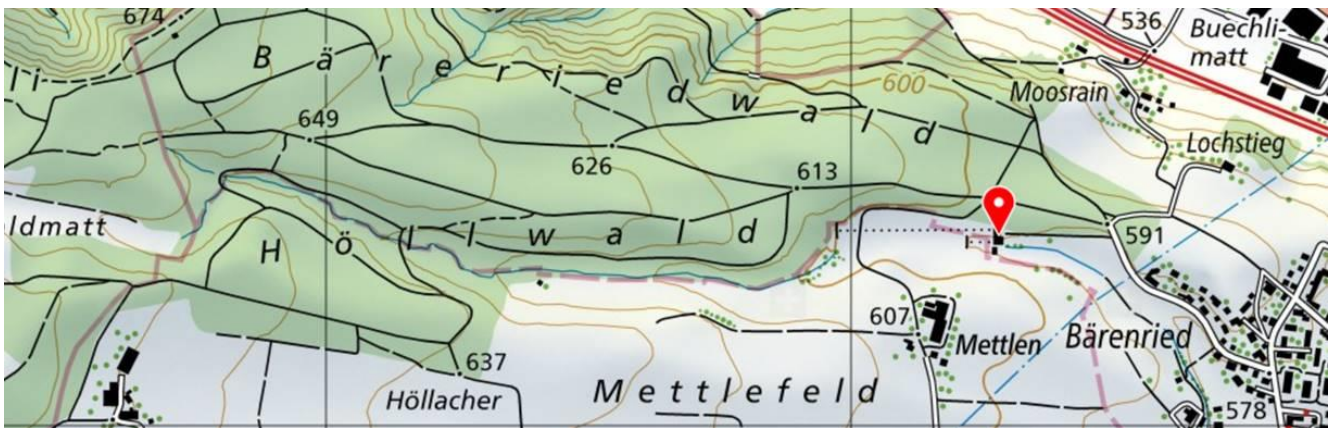 674
536
Buechli-
matt
Bäreriedwald
600
Moosrain
649
626
613
Lochstieg
ldmatt
Höllwald
591
607
Mettlen
Bärenried
637
Höllacher
Mettlefeld
578